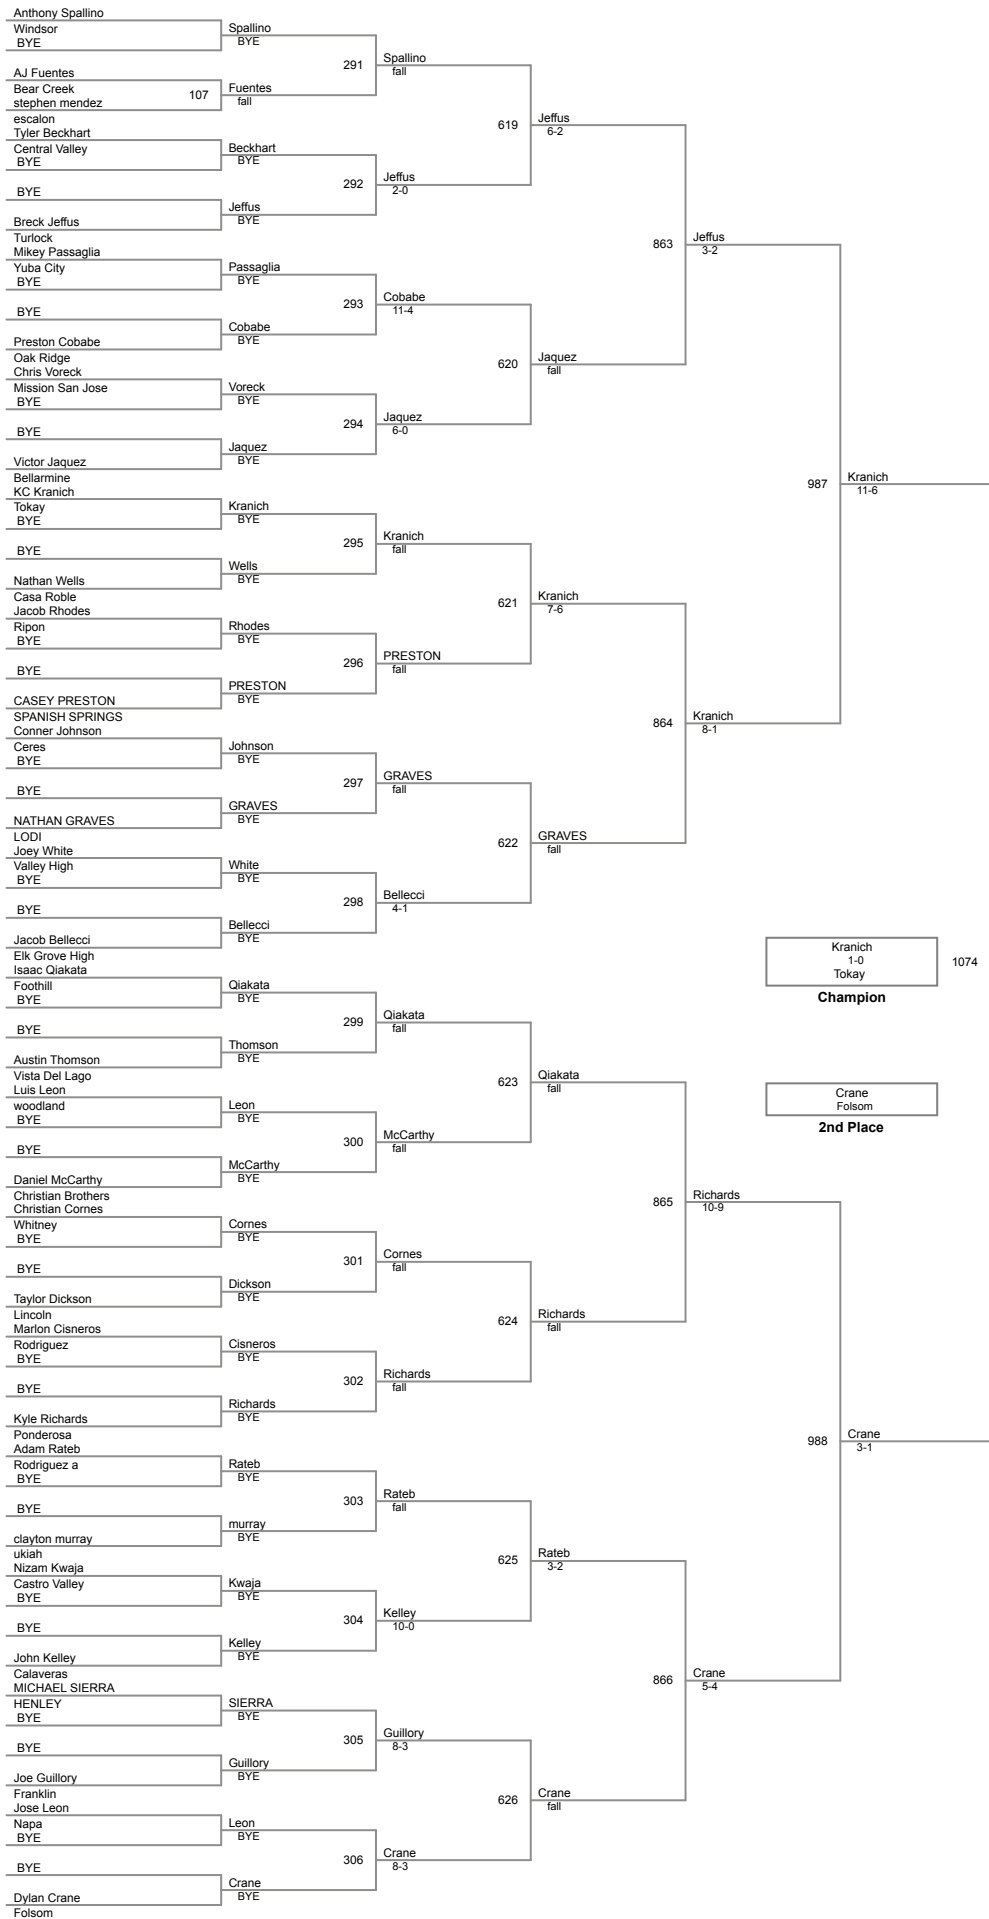 Anthony Spallino
Windsor
BYE
Spallino
BYE
291
Spallino
fall
AJ Fuentes
Bear Creek
107
Fuentes
fall
stephen mendez
escalon
619
Jeffus
6-2
Tyler Beckhart
Central Valley
BYE
Beckhart
BYE
292
Jeffus
2-0
BYE
Jeffus
BYE
Breck Jeffus
Turlock
863
Jeffus
3-2
Mikey Passaglia
Yuba City
BYE
Passaglia
BYE
293
Cobabe
11-4
BYE
Cobabe
BYE
Preston Cobabe
Oak Ridge
620
Jaquez
fall
Chris Voreck
Mission San Jose
BYE
Voreck
BYE
294
Jaquez
6-0
BYE
Jaquez
BYE
Victor Jaquez
Bellarmine
987
Kranich
11-6
KC Kranich
Tokay
BYE
Kranich
BYE
295
Kranich
fall
BYE
Wells
BYE
Nathan Wells
Casa Roble
621
Kranich
7-6
Jacob Rhodes
Ripon
BYE
Rhodes
BYE
296
PRESTON
fall
BYE
PRESTON
BYE
CASEY PRESTON
SPANISH SPRINGS
864
Kranich
8-1
Conner Johnson
Ceres
BYE
Johnson
BYE
297
GRAVES
fall
BYE
GRAVES
BYE
NATHAN GRAVES
LODI
622
GRAVES
fall
Joey White
Valley High
BYE
White
BYE
298
Bellecci
4-1
BYE
Bellecci
BYE
Jacob Bellecci
Elk Grove High
Kranich
1-0
Tokay
1074
Champion
Isaac Qiakata
Foothill
BYE
Qiakata
BYE
299
Qiakata
fall
BYE
Thomson
BYE
Austin Thomson
Vista Del Lago
623
Qiakata
fall
Crane
Folsom
2nd Place
Luis Leon
woodland
BYE
Leon
BYE
300
McCarthy
fall
BYE
McCarthy
BYE
Daniel McCarthy
Christian Brothers
865
Richards
10-9
Christian Cornes
Whitney
BYE
Cornes
BYE
301
Cornes
fall
BYE
Dickson
BYE
Taylor Dickson
Lincoln
624
Richards
fall
Marlon Cisneros
Rodriguez
BYE
Cisneros
BYE
302
Richards
fall
BYE
Richards
BYE
Kyle Richards
Ponderosa
988
Crane
3-1
Adam Rateb
Rodriguez a
BYE
Rateb
BYE
303
Rateb
fall
BYE
murray
BYE
clayton murray
ukiah
625
Rateb
3-2
Nizam Kwaja
Castro Valley
BYE
Kwaja
BYE
304
Kelley
10-0
BYE
Kelley
BYE
John Kelley
Calaveras
866
Crane
5-4
MICHAEL SIERRA
HENLEY
BYE
SIERRA
BYE
305
Guillory
8-3
BYE
Guillory
BYE
Joe Guillory
Franklin
626
Crane
fall
Jose Leon
Napa
BYE
Leon
BYE
306
Crane
8-3
BYE
Crane
BYE
Dylan Crane
Folsom